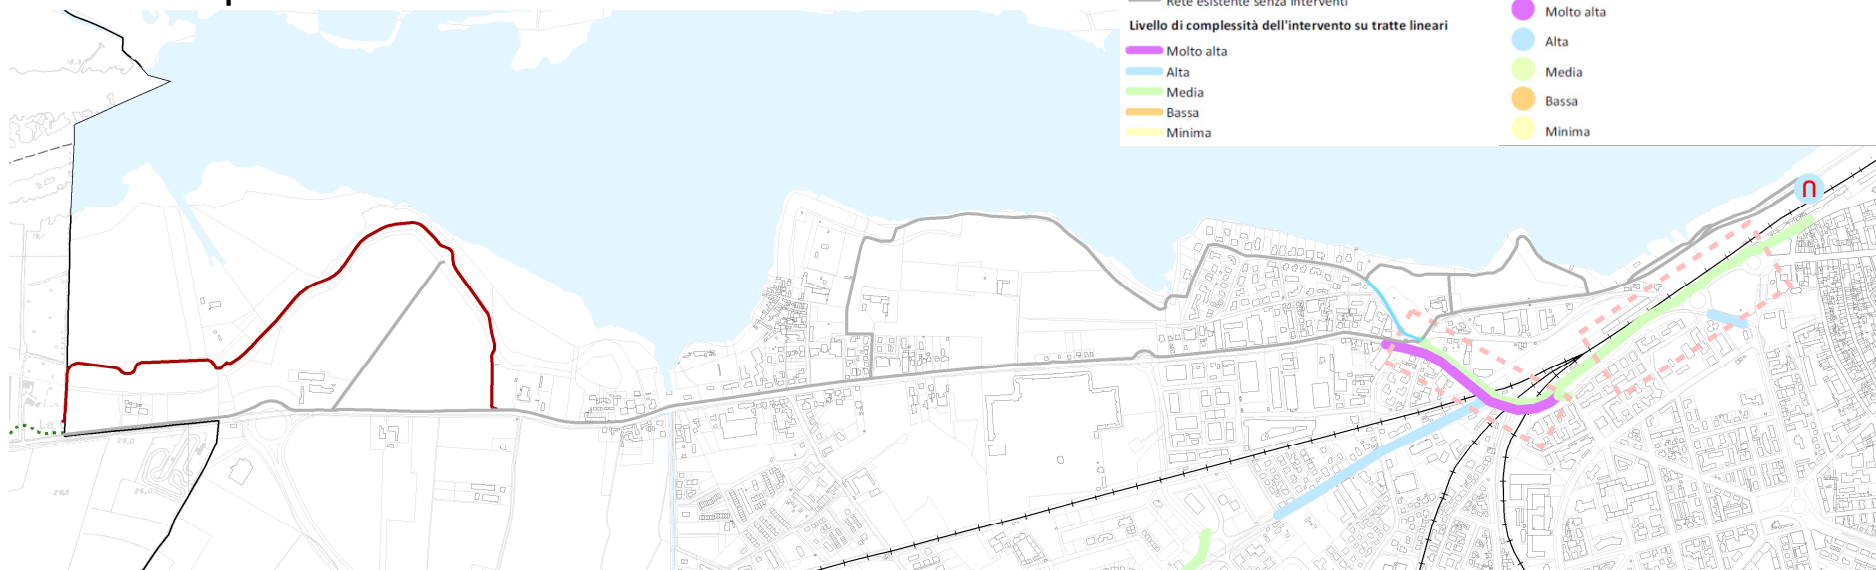 Rete esistente senza interventi
Livello di complessità dell'intervento su tratte lineari
Molto alta
Alta
Media
Bassa
Minima
Molto alta
Alta
Media
Bassa
Minima